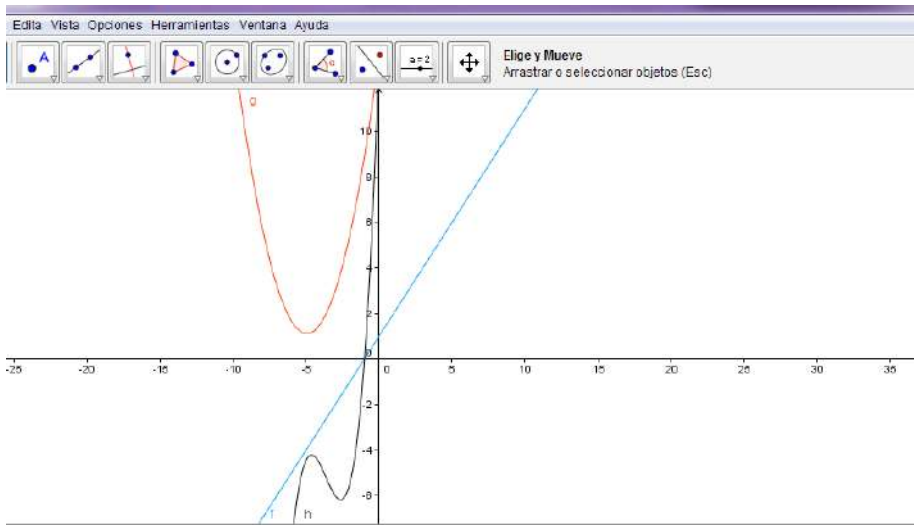 Edita Vista Opciones Herramientas Ventana Ayuda
A
α
a=2
Elige y Mueve
Arrastrar o seleccionar objetos (Esc)
g
10
8
6
4
2
0
-25 -20 -15 -10 -5 0 5 10 15 20 25 30 35
-2
-4
-6
f h